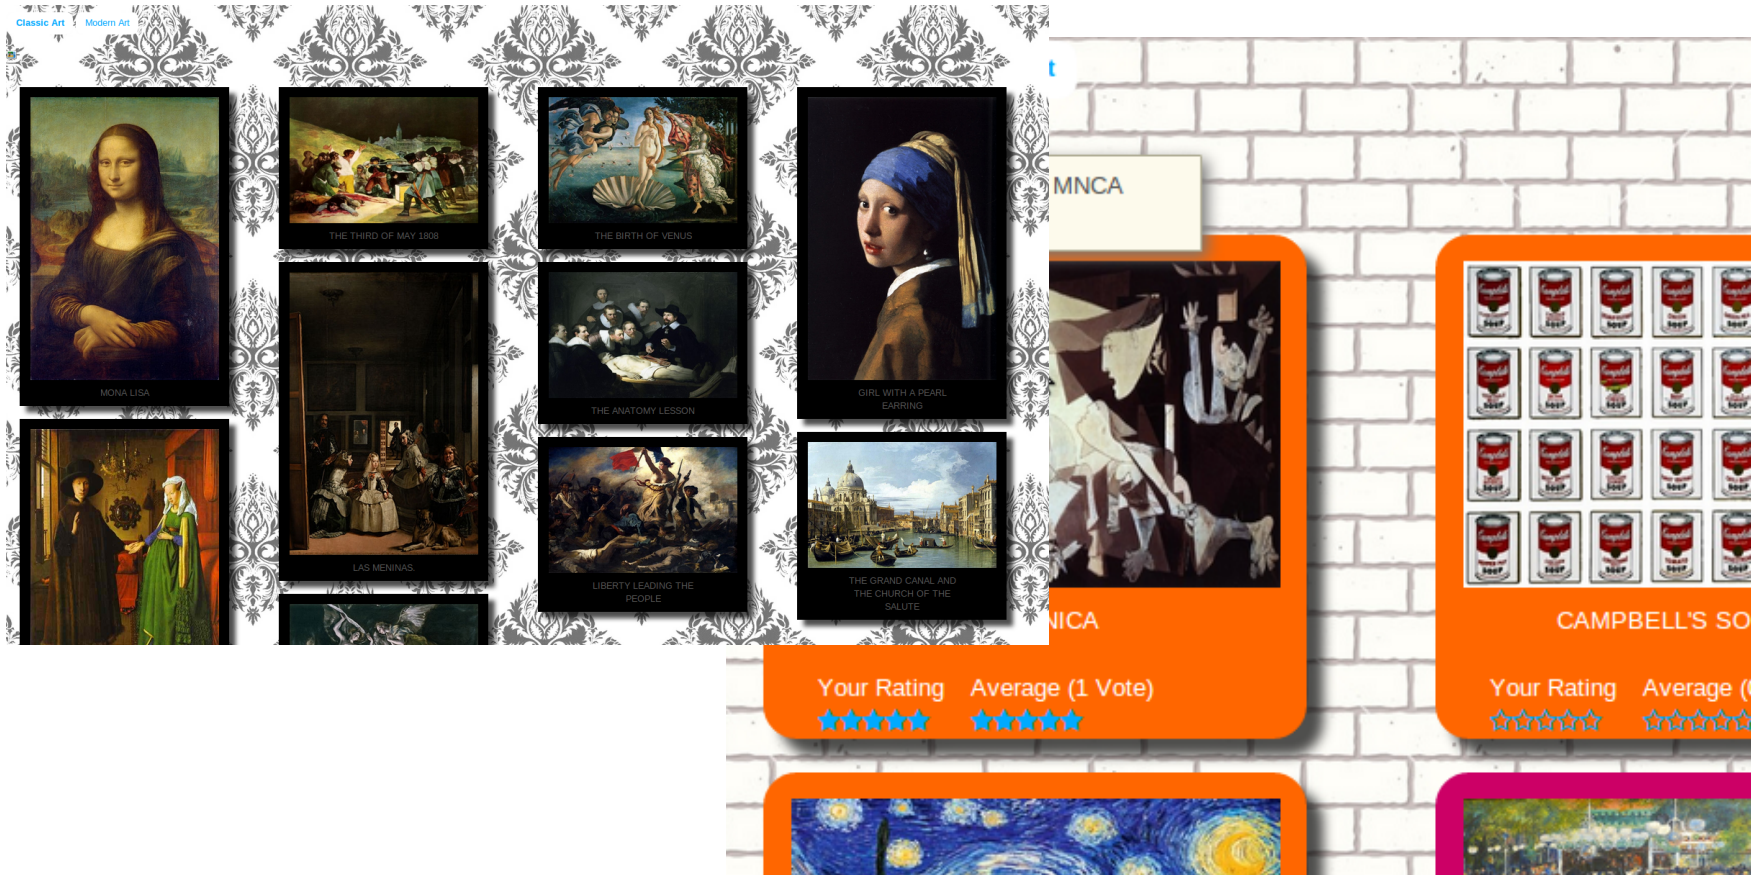 Classic Art
Modern Art
MONA LISA
THE THIRD OF MAY 1808
LAS MENINAS
THE BIRTH OF VENUS
THE ANATOMY LESSON
LIBERTY LEADING THE
PEOPLE
GIRL WITH A PEARL
EARRING
THE GRAND CANAL AND
THE CHURCH OF THE
SALUTE
t
MNCA
NICA
Your Rating
Average (1 Vote)
CAMPBELL'S SO
Your Rating
Average (